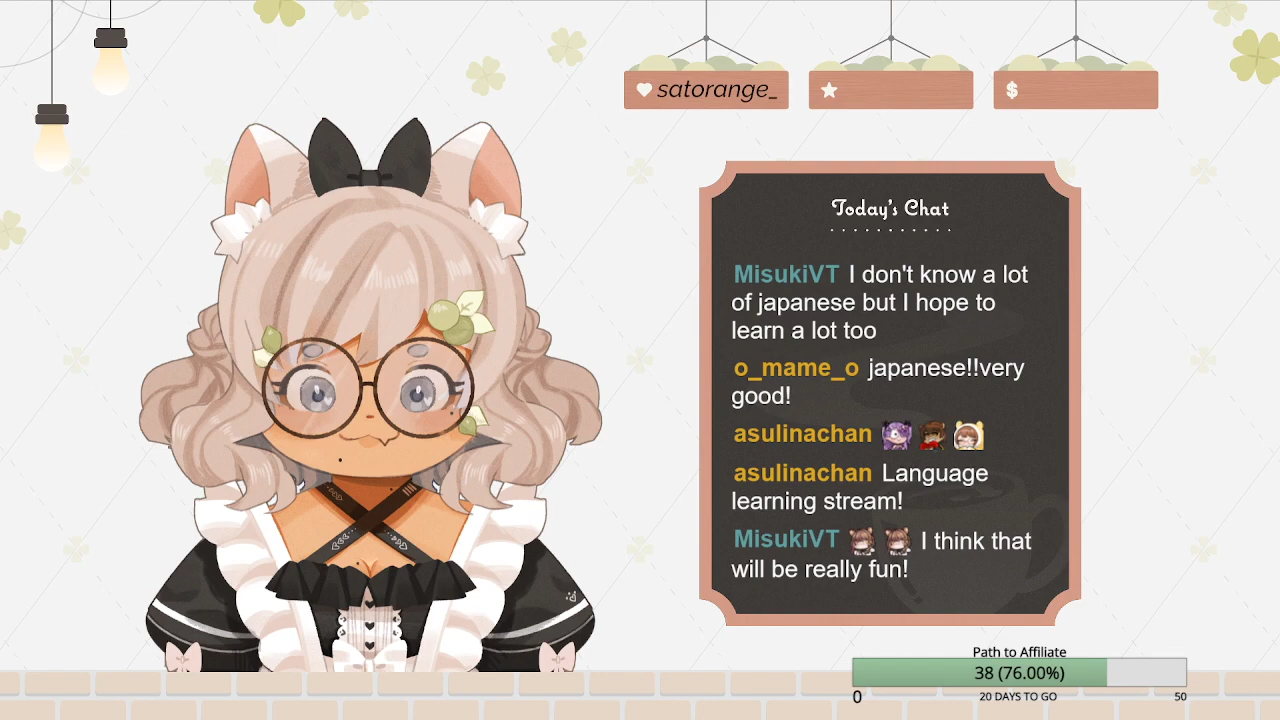 satorange_
$
Today's Chat
MisukiVT I don't know a lot
of japanese but I hope to
learn a lot too
o_mame_o japanese!!very
good!
asulinachan
asulinachan Language
learning stream!
MisukiVT I think that
will be really fun!
Path to Affiliate
38 (76.00%)
0 20 DAYS TO GO 50